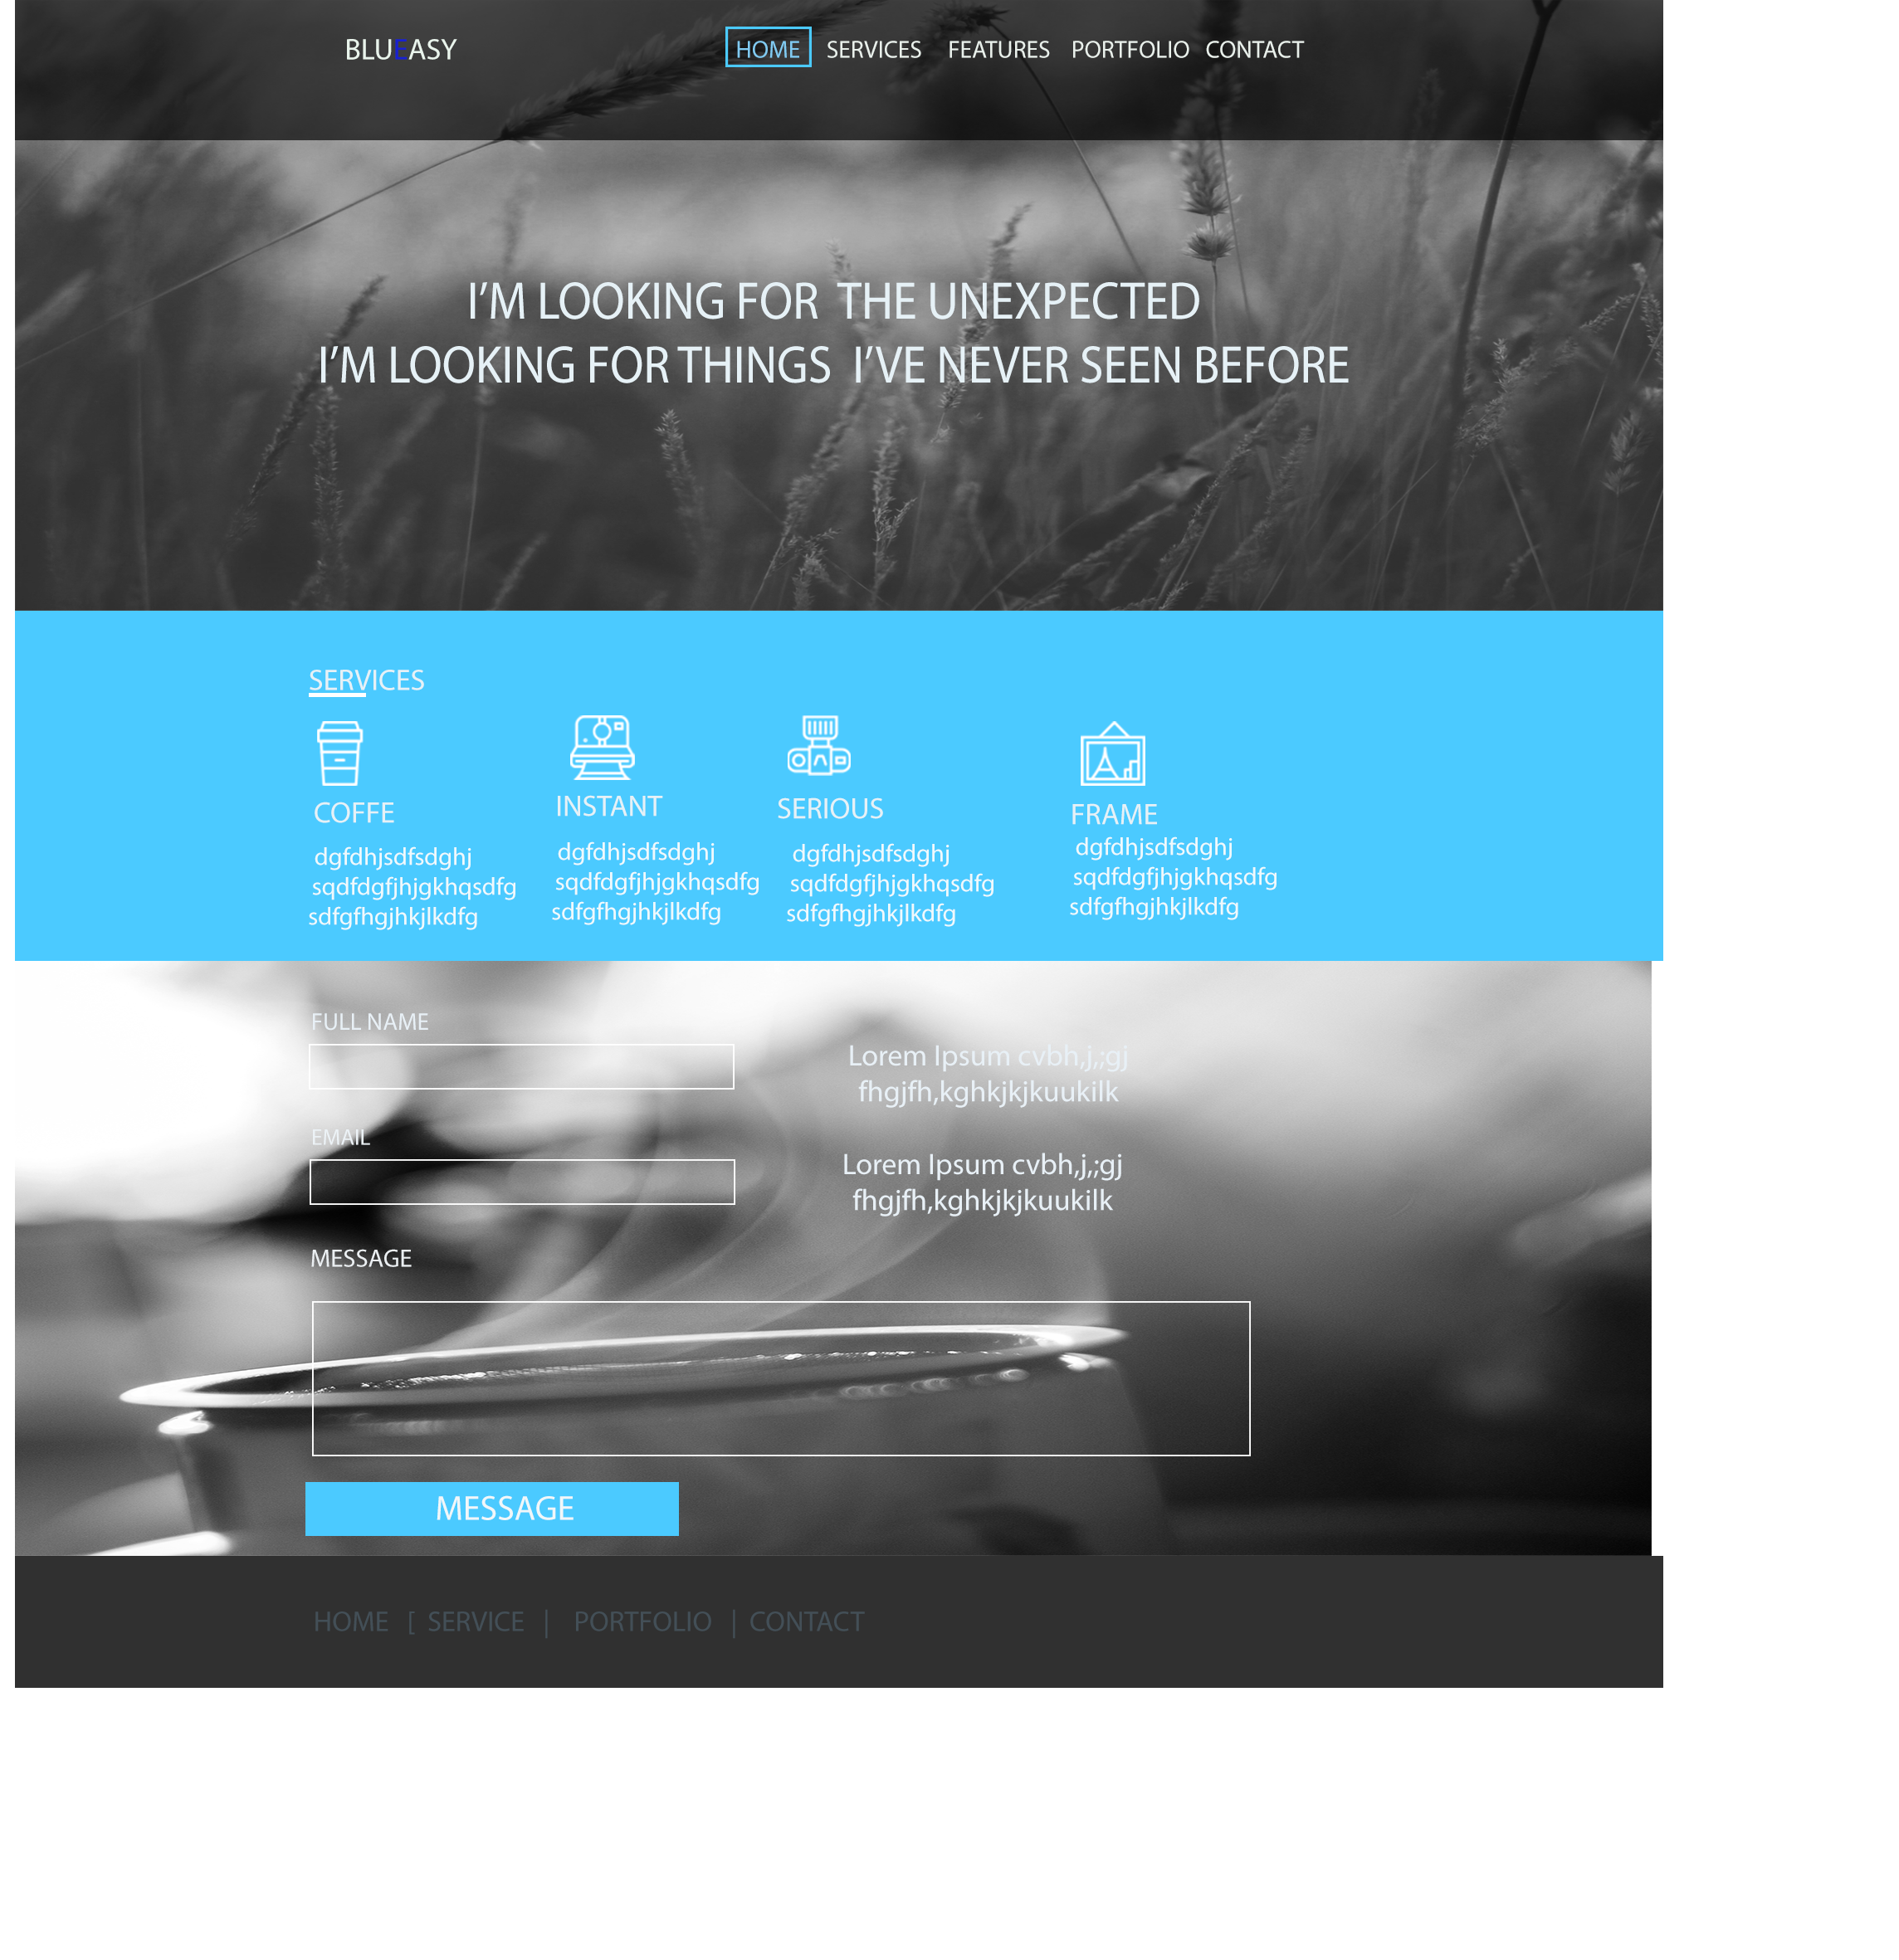 BLUEASY
HOME SERVICES FEATURES PORTFOLIO CONTACT
I'M LOOKING FOR THE UNEXPECTED
I'M LOOKING FOR THINGS I'VE NEVER SEEN BEFORE
SERVICES
COFFE
dgfdhjsdfsdghj
sqdfdgfjhjgkhqsdfg
sdfgfhgjhkjlkdfg
INSTANT
dgfdhjsdfsdghj
sqdfdgfjhjgkhqsdfg
sdfgfhgjhkjlkdfg
SERIOUS
dgfdhjsdfsdghj
sqdfdgfjhjgkhqsdfg
sdfgfhgjhkjlkdfg
FRAME
dgfdhjsdfsdghj
sqdfdgfjhjgkhqsdfg
sdfgfhgjhkjlkdfg
FULL NAME
EMAIL
Lorem Ipsum cvbh,j,;gj
fhgjfh,kghkjkjkuukilk
Lorem Ipsum cvbh,j,;gj
fhgjfh,kghkjkjkuukilk
MESSAGE
MESSAGE
HOME [ SERVICE | PORTFOLIO | CONTACT